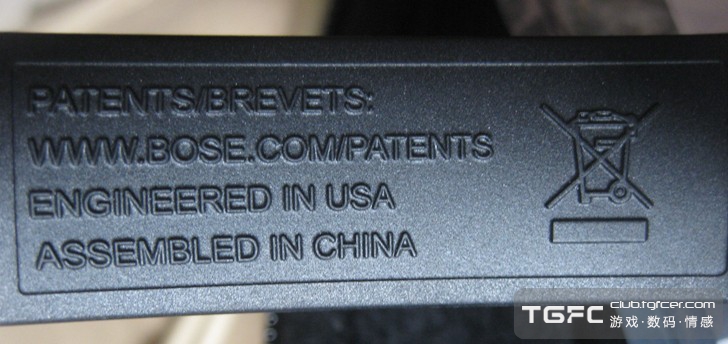 PATENTS/BREVETS:
WWW.BOSE.COM/PATENTS
ENGINEERED IN USA
ASSEMBLED IN CHINA
TGFC club.tgfcer.com
游戏·数码·情感